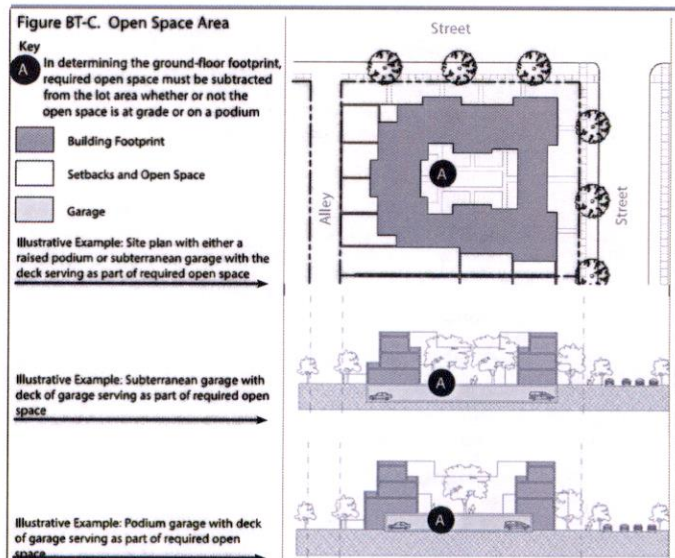 Figure BT-C. Open Space Area
Key
A In determining the ground-floor footprint,
required open space must be subtracted
from the lot area whether or not the
open space is at grade or on a podium
Building Footprint
Setbacks and Open Space
Garage
Illustrative Example: Site plan with either a
raised podium or subterranean garage with the
deck serving as part of required open space
Street
A
Alley
Street
Illustrative Example: Subterranean garage with
deck of garage serving as part of required open
space
A
Illustrative Example: Podium garage with deck
of garage serving as part of required open
space
A